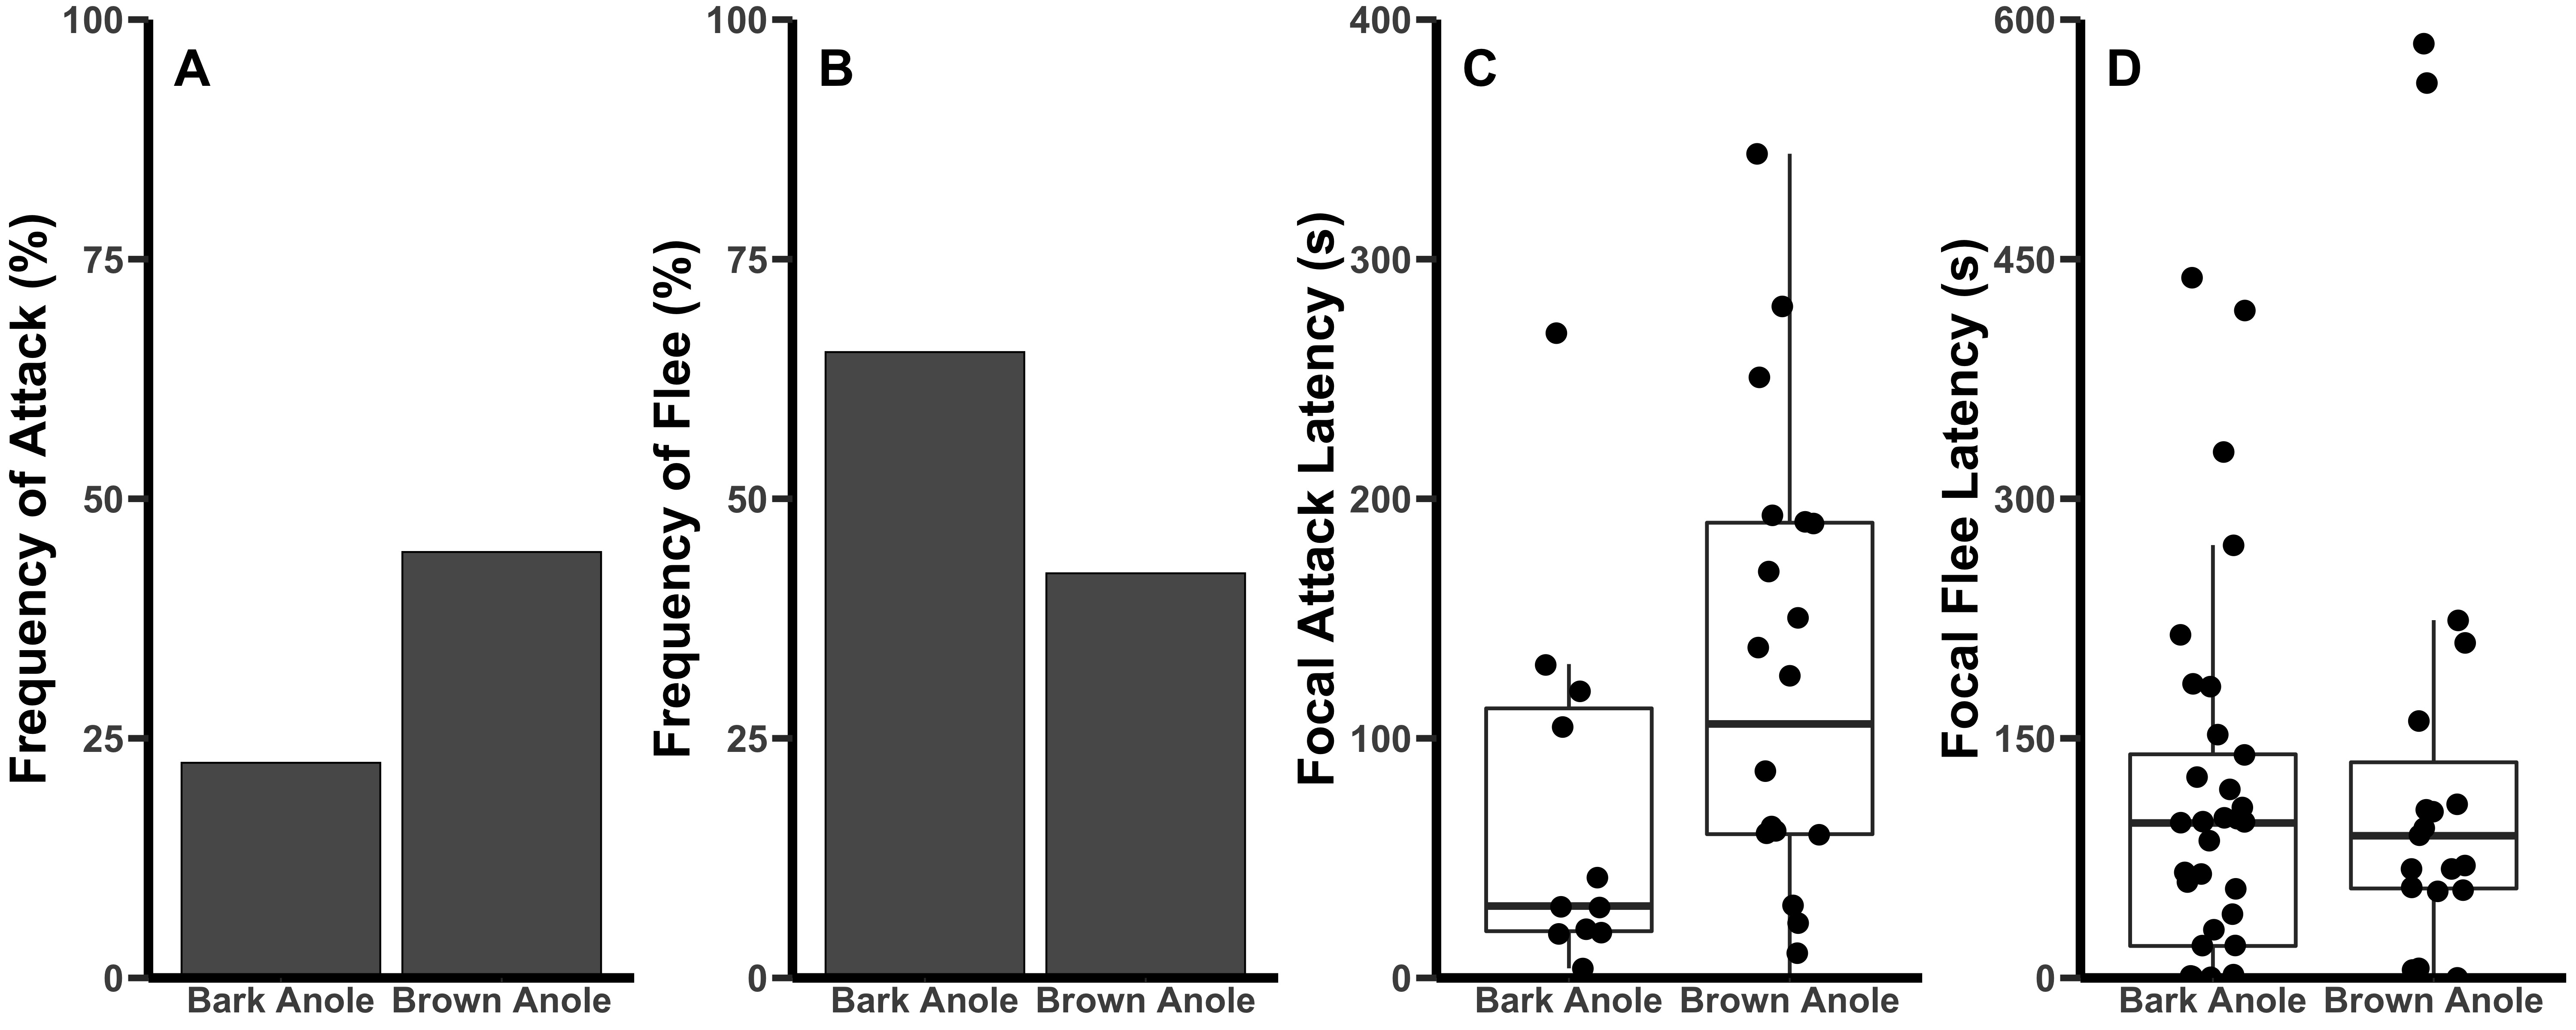 A
Frequency of Attack (%)
100
75
50
25
0
Bark Anole
Brown Anole
B
Frequency of Flee (%)
100
75
50
25
0
Bark Anole
Brown Anole
C
Focal Attack Latency (s)
400
300
200
100
0
Bark Anole
Brown Anole
D
Focal Flee Latency (s)
600
450
300
150
0
Bark Anole
Brown Anole